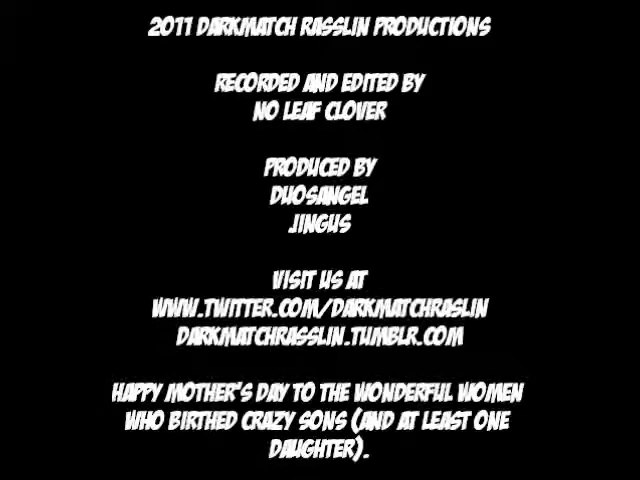 2011 DARKMATCH RASSLIN PRODUCTIONS
RECORDED AND EDITED BY
NO LEAF CLOVER
PRODUCED BY
DUOSANGEL
JINGUS
VISIT US AT
WWW.TWITTER.COM/DARKMATCHRASLIN
DARKMATCHRASSLIN.TUMBLR.COM
HAPPY MOTHER'S DAY TO THE WONDERFUL WOMEN
WHO BIRTHED CRAZY SONS (AND AT LEAST ONE
DAUGHTER).